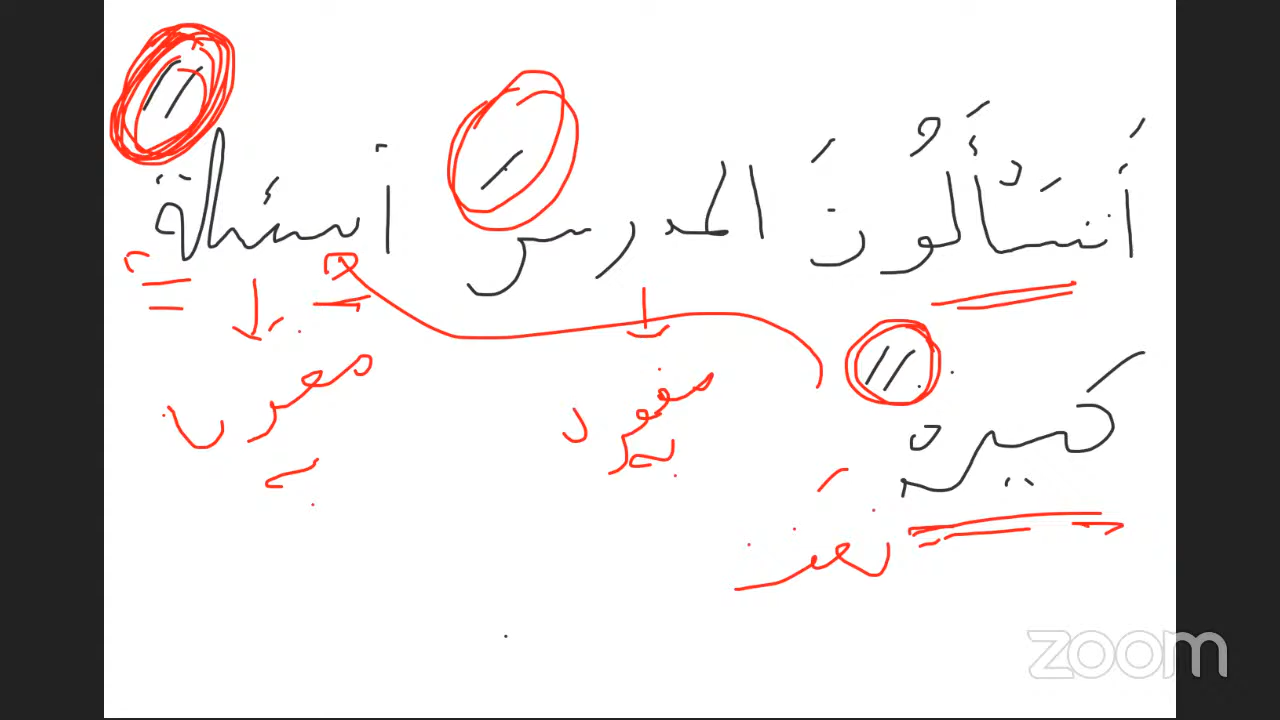 أَتَسْأَلُونَ المدرسَ أسئلةً
كثيرةً
مفعول به مفعول به
نعت
zoom